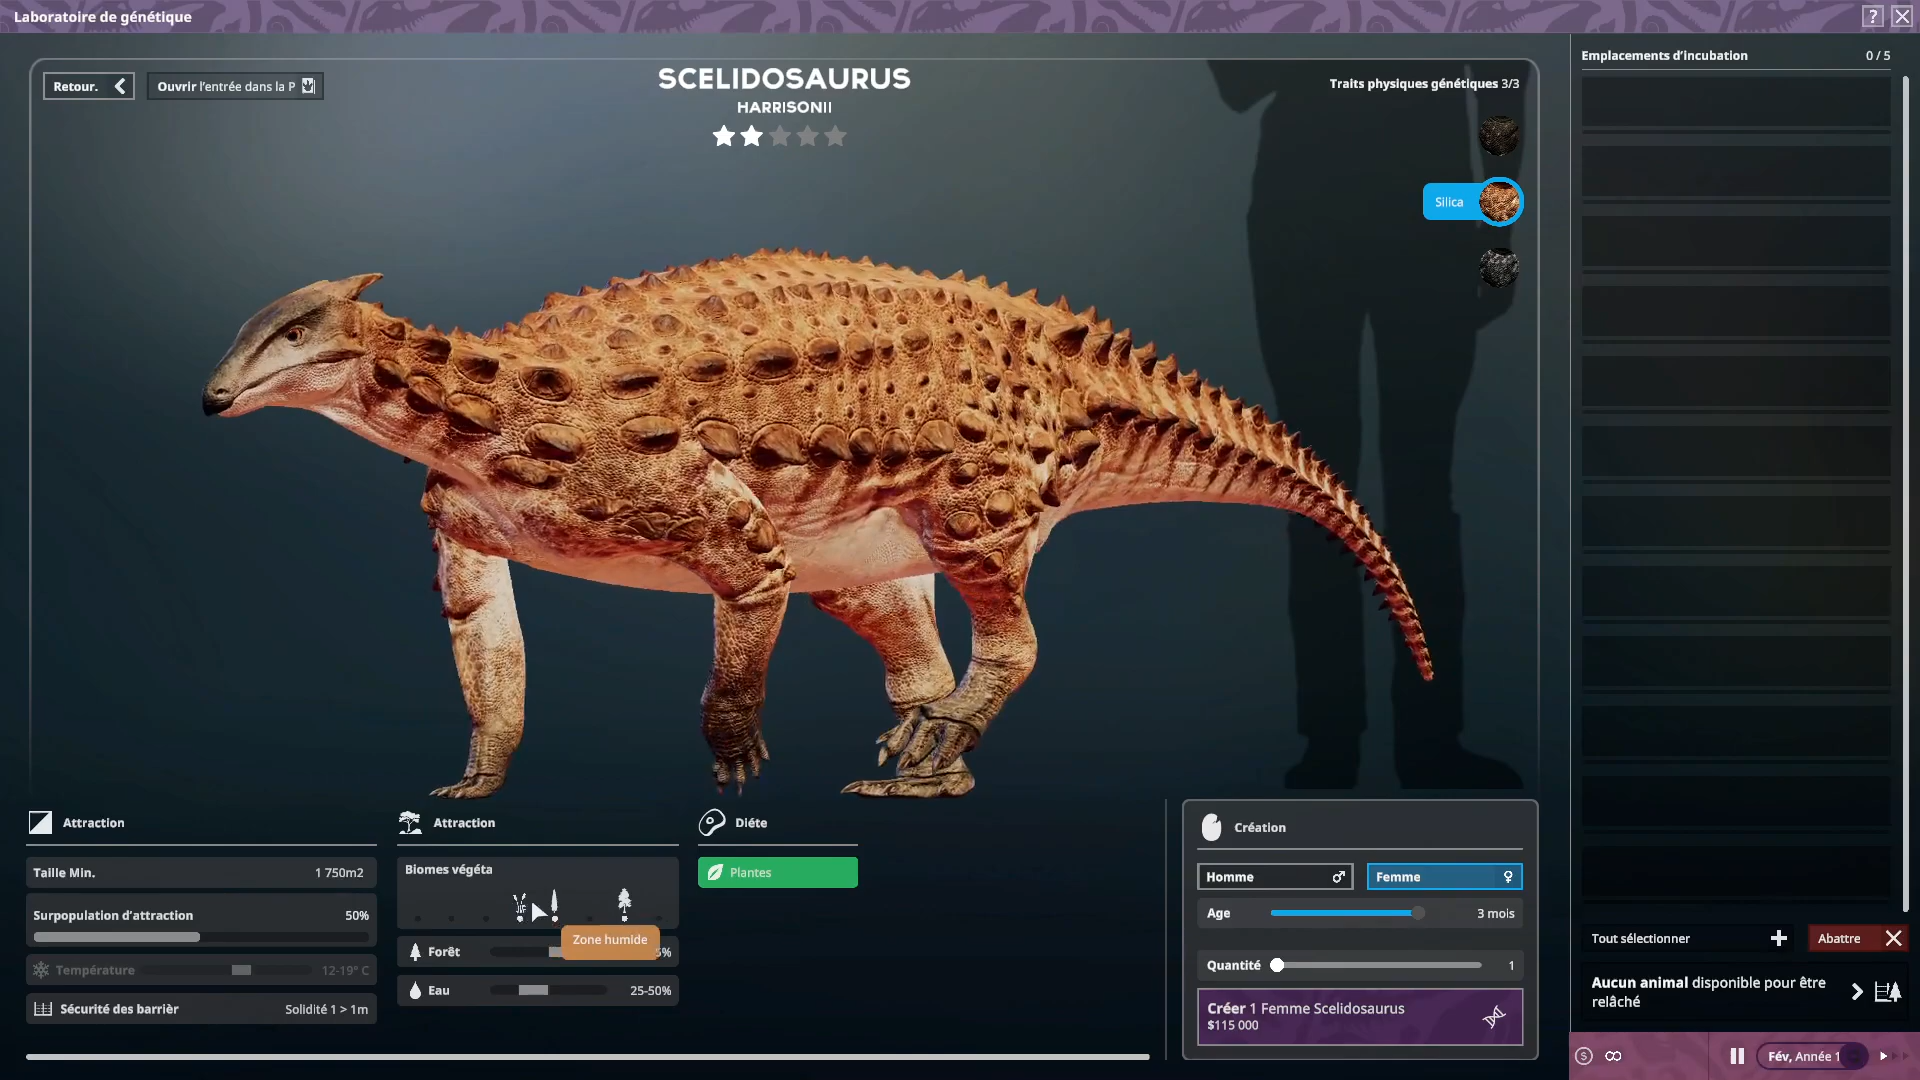 Laboratoire de génétique
?
Retour.
Ouvrir l'entrée dans la P
SCELIDOSAURUS
HARRISONII
Traits physiques génétiques 3/3
Silica
Emplacements d'incubation 0 / 5
Attraction
Taille Min. 1 750m2
Surpopulation d'attraction 50%
Température 12-19° C
Sécurité des barrièr Solidité 1 > 1m
Attraction
Biomes végéta
Zone humide
Forêt 5%
Eau 25-50%
Diéte
Plantes
Création
Homme
Femme
Age 3 mois
Quantité 1
Créer 1 Femme Scelidosaurus
$115 000
Tout sélectionner
Abattre
Aucun animal disponible pour être
relâché
Fév, Année 1